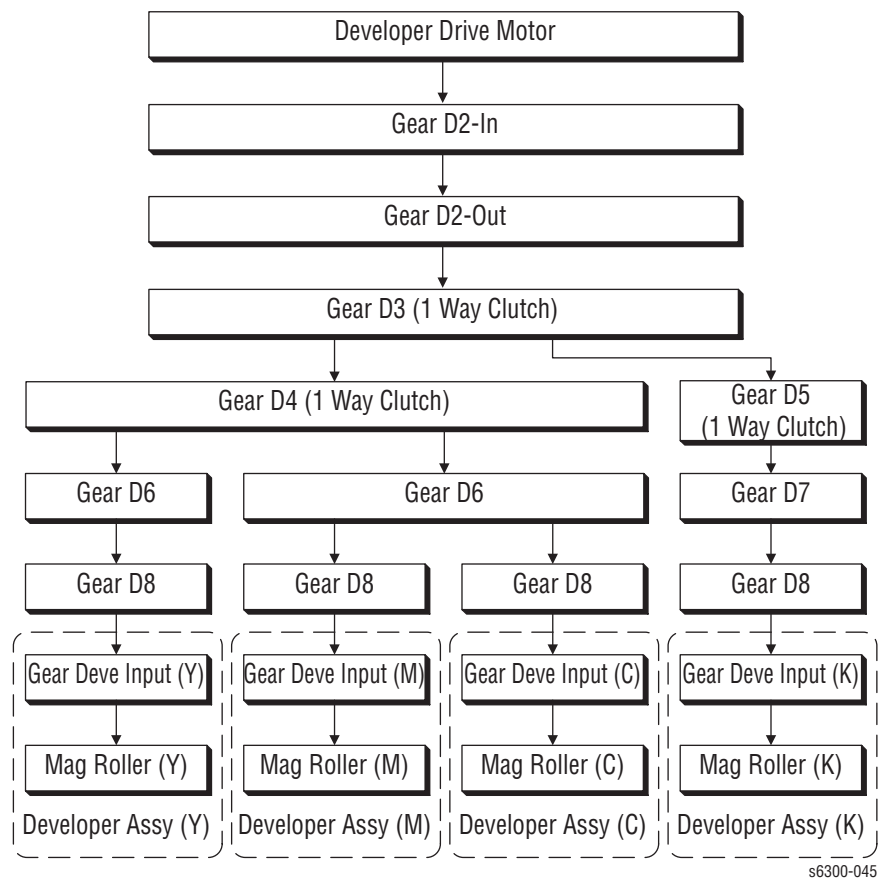 Developer Drive Motor
Gear D2-In
Gear D2-Out
Gear D3 (1 Way Clutch)
Gear D4 (1 Way Clutch)
Gear D5
(1 Way Clutch)
Gear D6
Gear D6
Gear D7
Gear D8
Gear D8
Gear D8
Gear D8
Gear Deve Input (Y)
Gear Deve Input (M)
Gear Deve Input (C)
Gear Deve Input (K)
Mag Roller (Y)
Mag Roller (M)
Mag Roller (C)
Mag Roller (K)
Developer Assy (Y)
Developer Assy (M)
Developer Assy (C)
Developer Assy (K)
s6300-045